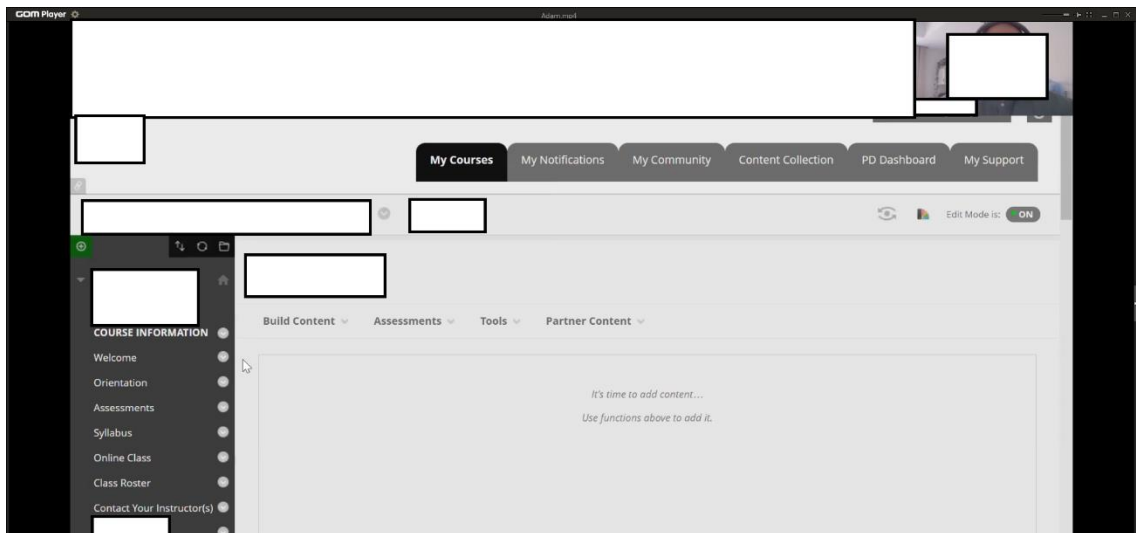 GOM Player
Adam.mp4
My Courses
My Notifications
My Community
Content Collection
PD Dashboard
My Support
Edit Mode is:
ON
COURSE INFORMATION
Welcome
Orientation
Assessments
Syllabus
Online Class
Class Roster
Contact Your Instructor(s)
Build Content
Assessments
Tools
Partner Content
It's time to add content...
Use functions above to add it.